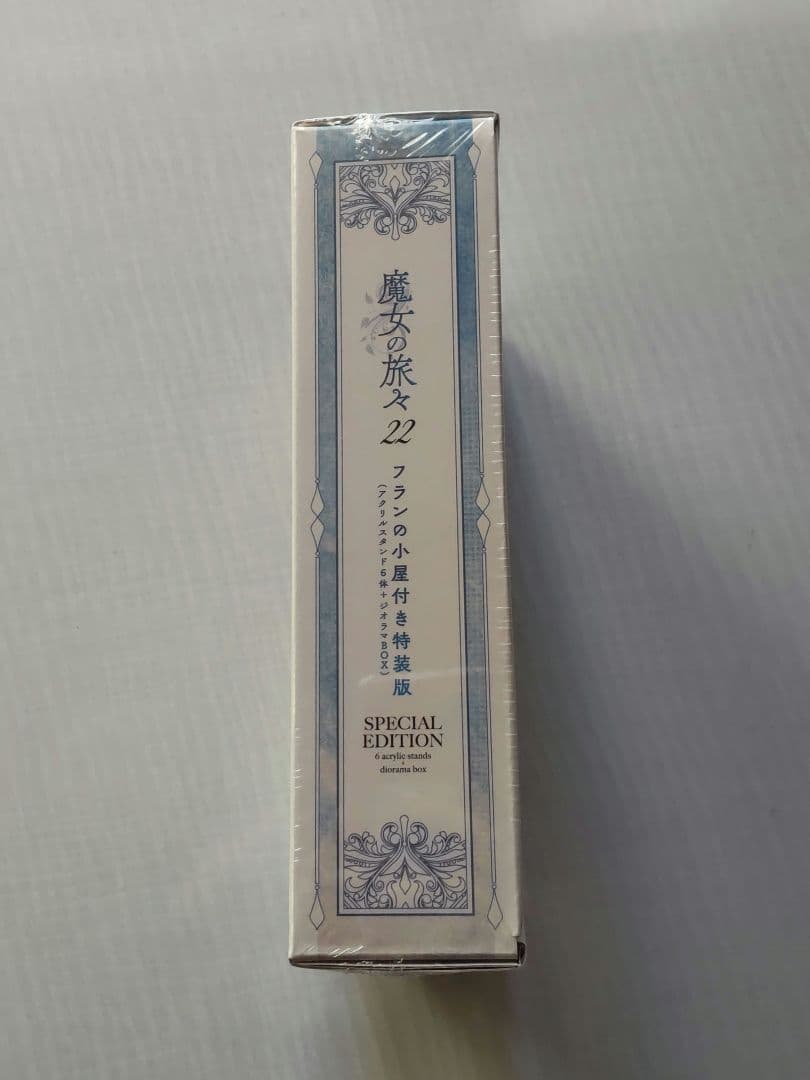 魔女の旅々 22
フランの小屋付き特装版
(アクリルスタンド6体+ジオラマBOX)
SPECIAL
EDITION
6 acrylic stands
+
diorama box